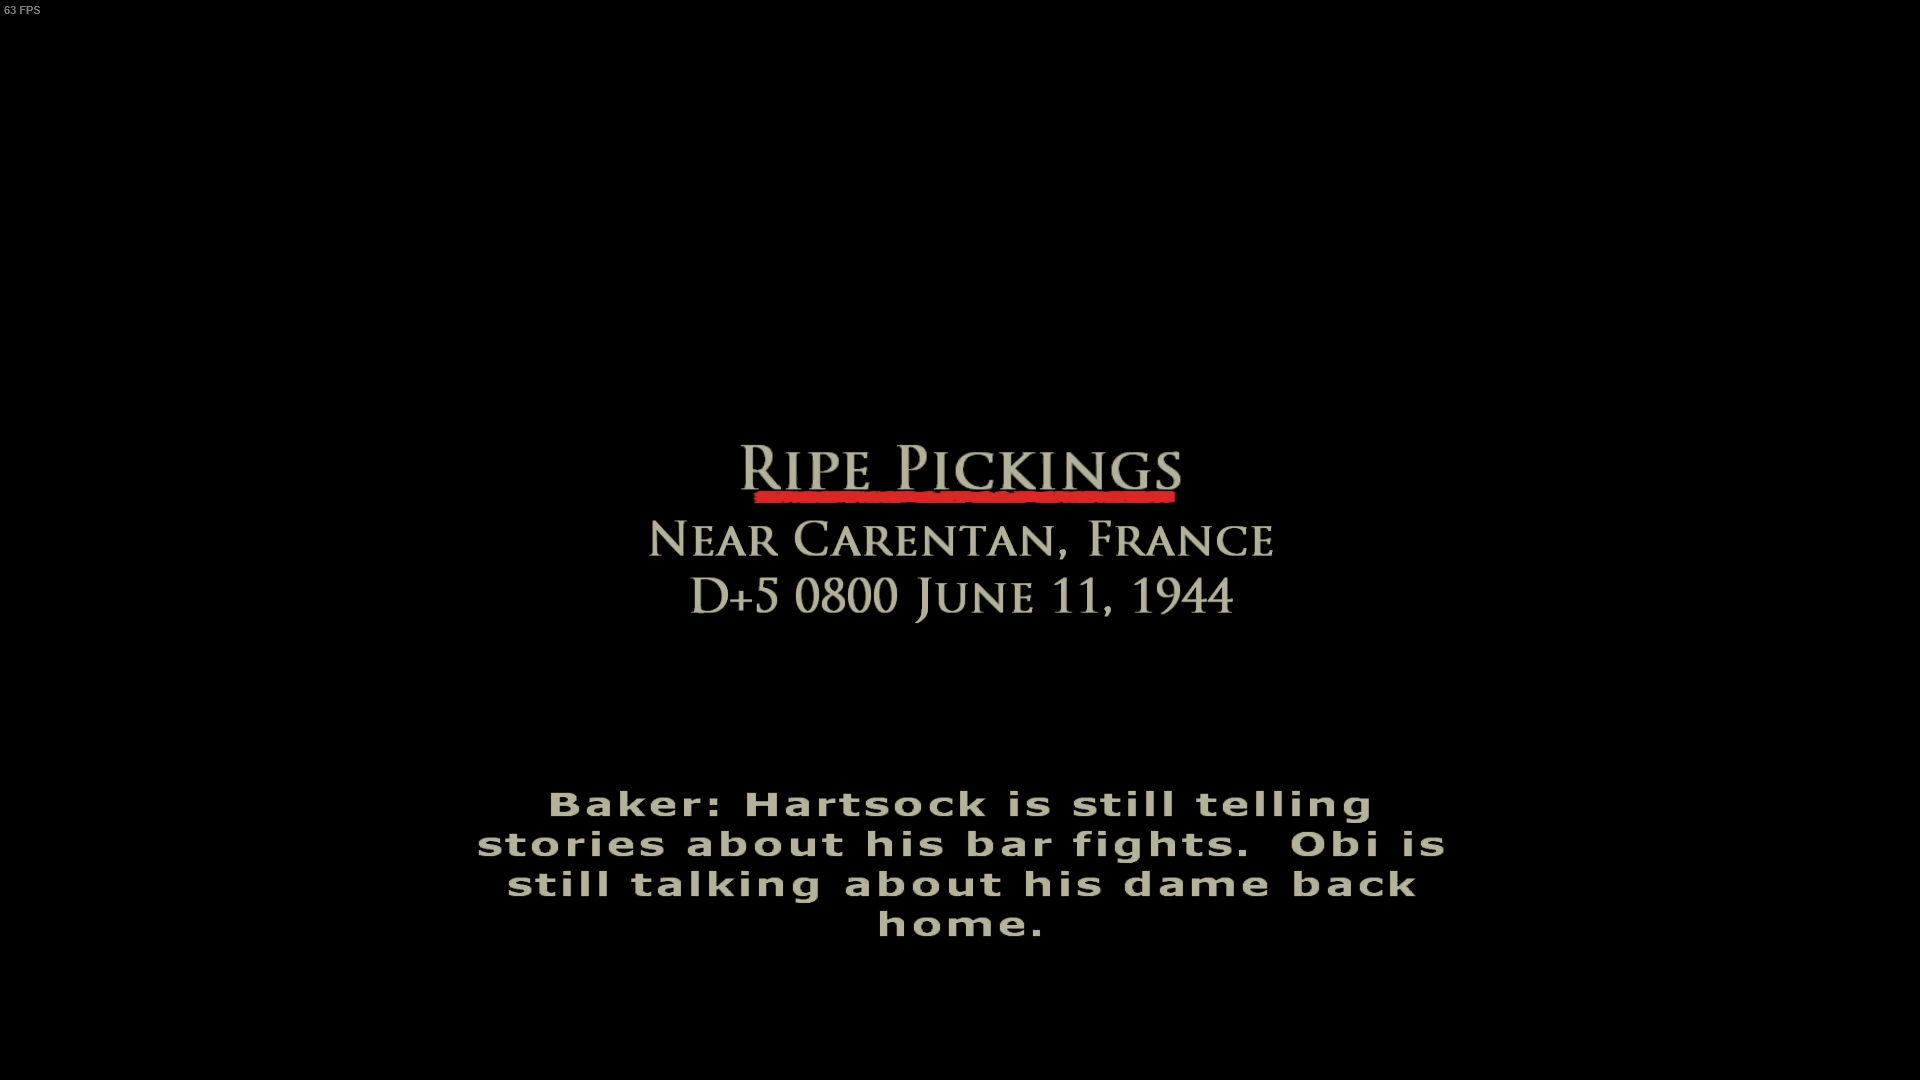 63 FPS
Ripe Pickings
Near Carentan, France
D+5 0800 June 11, 1944
Baker: Hartsock is still telling
stories about his bar fights.  Obi is
still talking about his dame back
home.